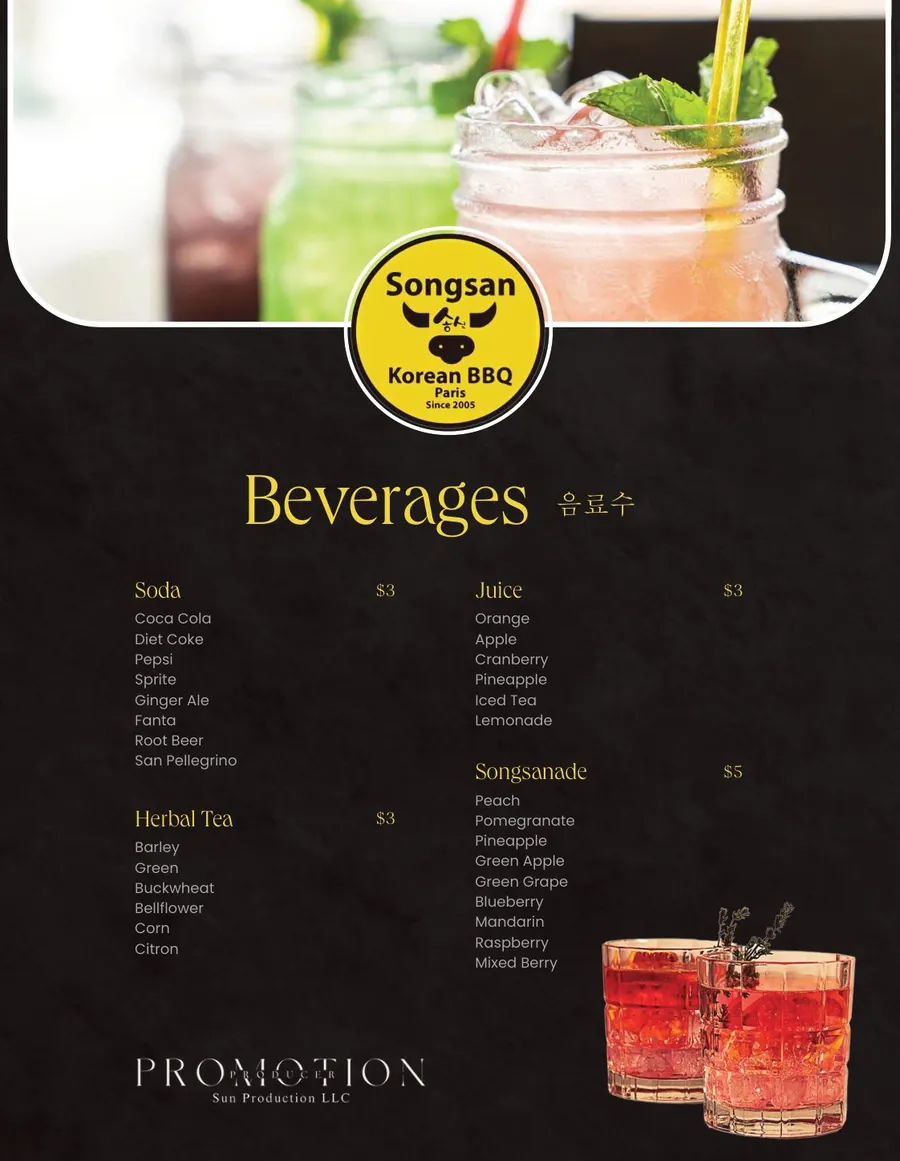 Songsan
송산
Korean BBQ
Paris
Since 2005
Beverages 음료수
Soda $3
Coca Cola
Diet Coke
Pepsi
Sprite
Ginger Ale
Fanta
Root Beer
San Pellegrino
Herbal Tea $3
Barley
Green
Buckwheat
Bellflower
Corn
Citron
Juice $3
Orange
Apple
Cranberry
Pineapple
Iced Tea
Lemonade
Songsanade $5
Peach
Pomegranate
Pineapple
Green Apple
Green Grape
Blueberry
Mandarin
Raspberry
Mixed Berry
PROMOTION
PRODUCER
Sun Production LLC